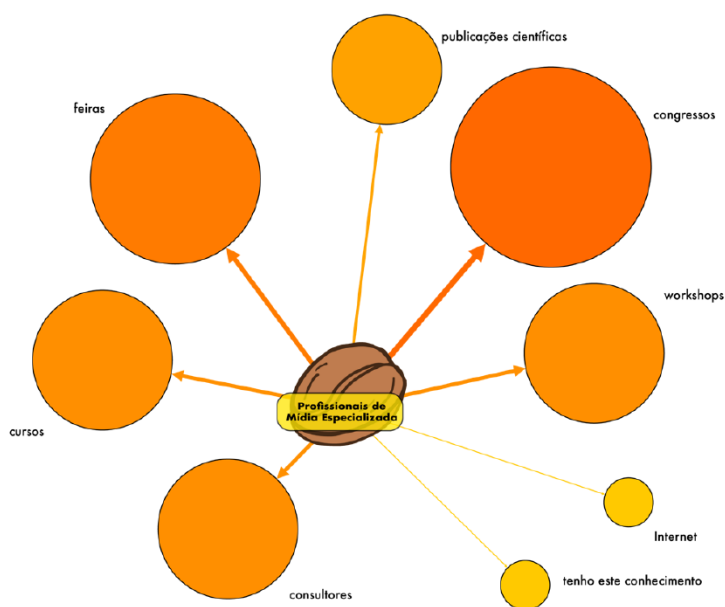 publicações científicas
feiras
congressos
workshops
Profissionais de
Mídia Especializada
cursos
Internet
tenho este conhecimento
consultores